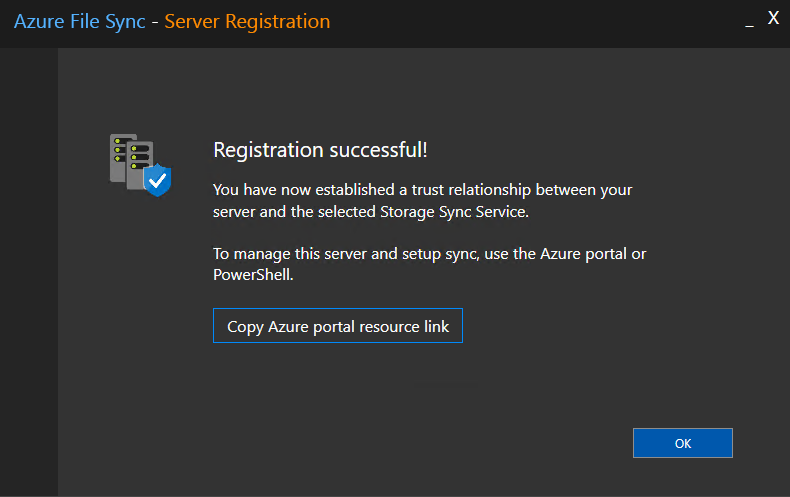 Azure File Sync - Server Registration
_ X
Registration successful!
You have now established a trust relationship between your
server and the selected Storage Sync Service.
To manage this server and setup sync, use the Azure portal or
PowerShell.
Copy Azure portal resource link
OK